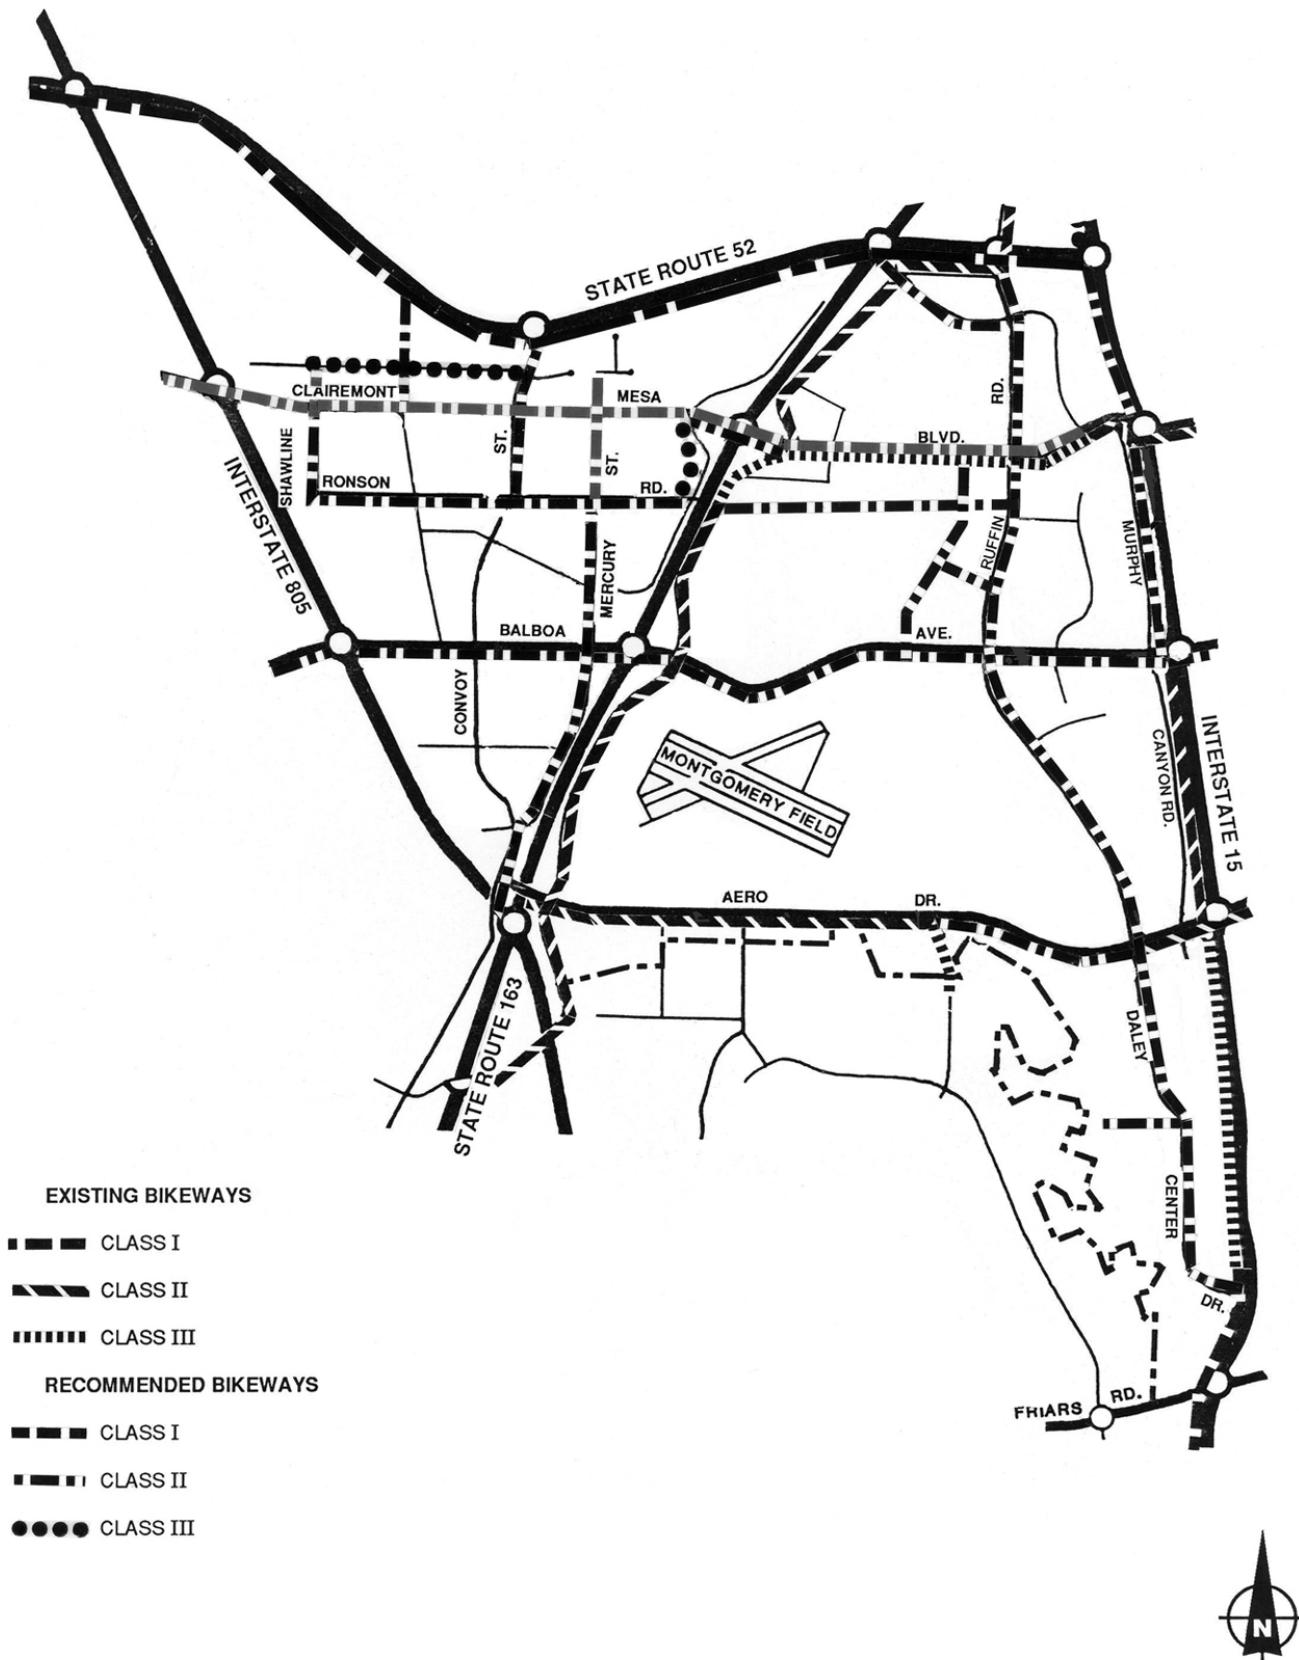 STATE ROUTE 52
CLAIREMONT
MESA
BLVD.
RD.
SHAWLINE
ST.
ST.
RONSON
RD.
INTERSTATE 805
MERCURY
RUFFIN
MURPHY
BALBOA
AVE.
CONVOY
MONTGOMERY FIELD
CANYON RD.
INTERSTATE 15
AERO
DR.
STATE ROUTE 163
DALEY
CENTER
DR.
FRIARS
RD.
EXISTING BIKEWAYS
CLASS I
CLASS II
CLASS III
RECOMMENDED BIKEWAYS
CLASS I
CLASS II
CLASS III
N